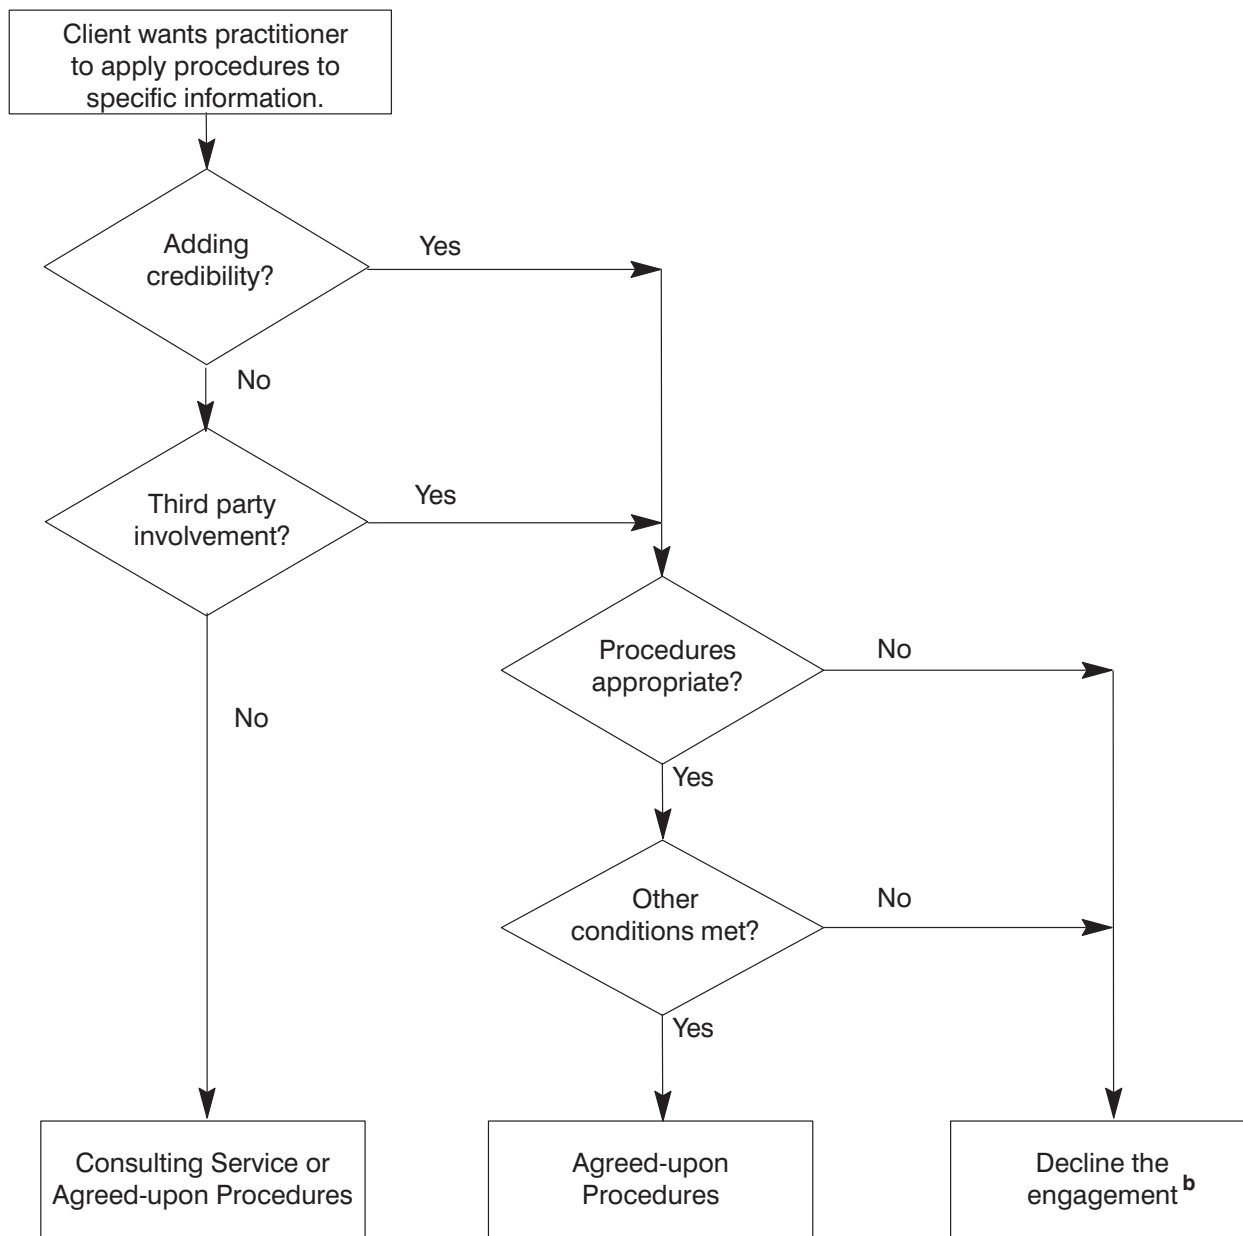 Client wants practitioner
to apply procedures to
specific information.
Adding
credibility?
Yes
No
Third party
involvement?
Yes
No
Procedures
appropriate?
No
Yes
Other
conditions met?
No
Yes
Consulting Service or
Agreed-upon Procedures
Agreed-upon
Procedures
Decline the
engagement b